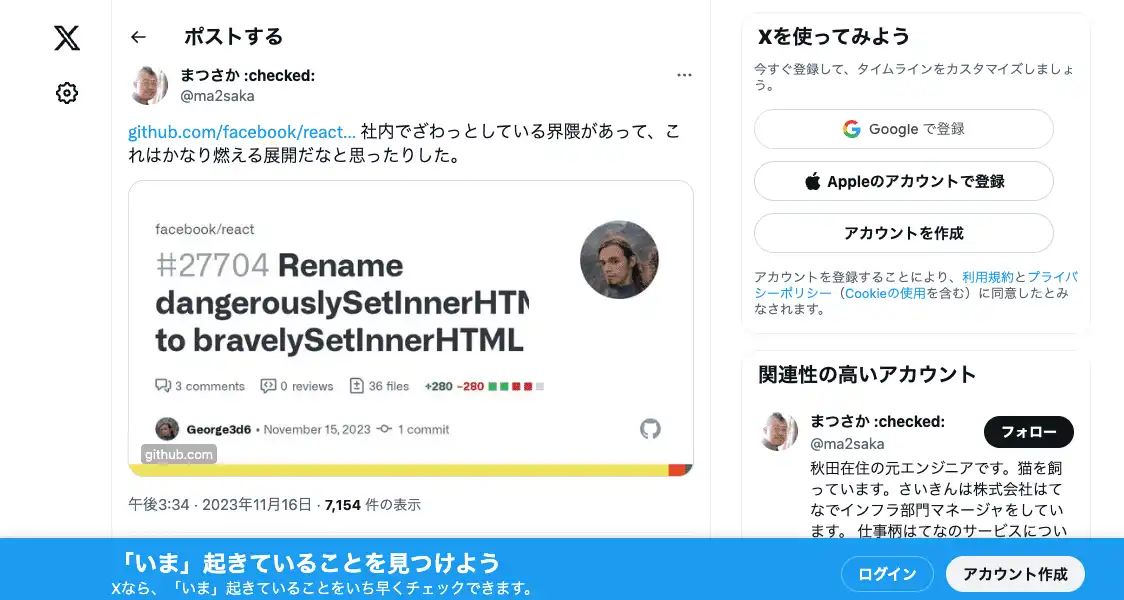 ポストする
まつさか :checked:
@ma2saka
github.com/facebook/react... 社内でざわっとしている界隈があって、こ
れはかなり燃える展開だなと思ったりした。
facebook/react
#27704 Rename
dangerouslySetInnerHTM
to bravelySetInnerHTML
3 comments 0 reviews 36 files +280 -280
George3d6 • November 15, 2023 1 commit
github.com
午後3:34 · 2023年11月16日 · 7,154 件の表示
Xを使ってみよう
今すぐ登録して、タイムラインをカスタマイズしましょ
う。
Google で登録
Appleのアカウントで登録
アカウントを作成
アカウントを登録することにより、利用規約とプライバ
シーポリシー（Cookieの使用を含む）に同意したとみ
なされます。
関連性の高いアカウント
まつさか :checked:
@ma2saka
フォロー
秋田在住の元エンジニアです。猫を飼
っています。さいきんは株式会社はて
なでインフラ部門マネージャをしてい
ます。 仕事柄はてなのサービスについ
「いま」起きていることを見つけよう
Xなら、「いま」起きていることをいち早くチェックできます。
ログイン
アカウント作成